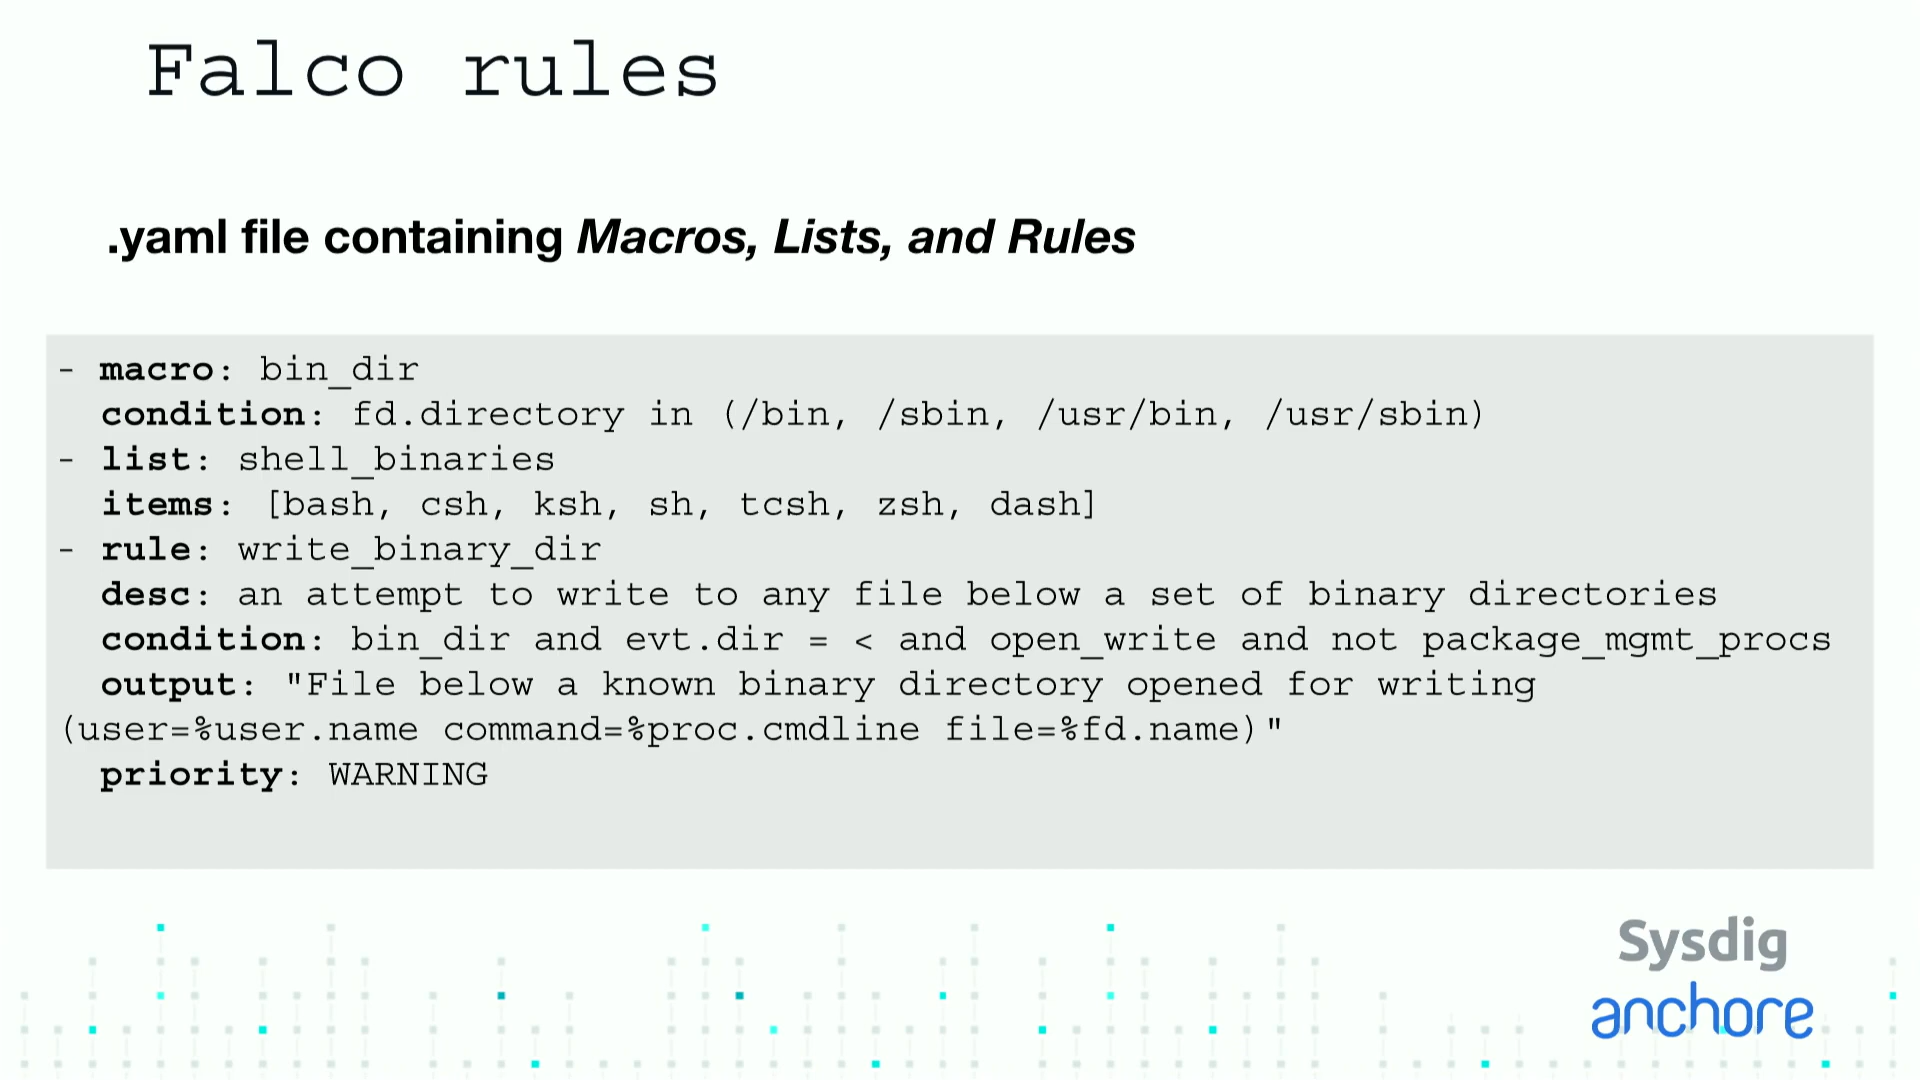 Falco rules
.yaml file containing Macros, Lists, and Rules
- macro: bin_dir
  condition: fd.directory in (/bin, /sbin, /usr/bin, /usr/sbin)
- list: shell_binaries
  items: [bash, csh, ksh, sh, tcsh, zsh, dash]
- rule: write_binary_dir
  desc: an attempt to write to any file below a set of binary directories
  condition: bin_dir and evt.dir = < and open_write and not package_mgmt_procs
  output: "File below a known binary directory opened for writing
(user=%user.name command=%proc.cmdline file=%fd.name)"
  priority: WARNING
Sysdig
anchore